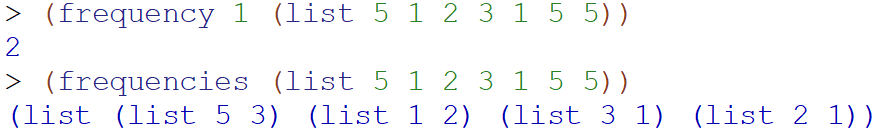 > (frequency 1 (list 5 1 2 3 1 5 5))
2
> (frequencies (list 5 1 2 3 1 5 5))
(list (list 5 3) (list 1 2) (list 3 1) (list 2 1))